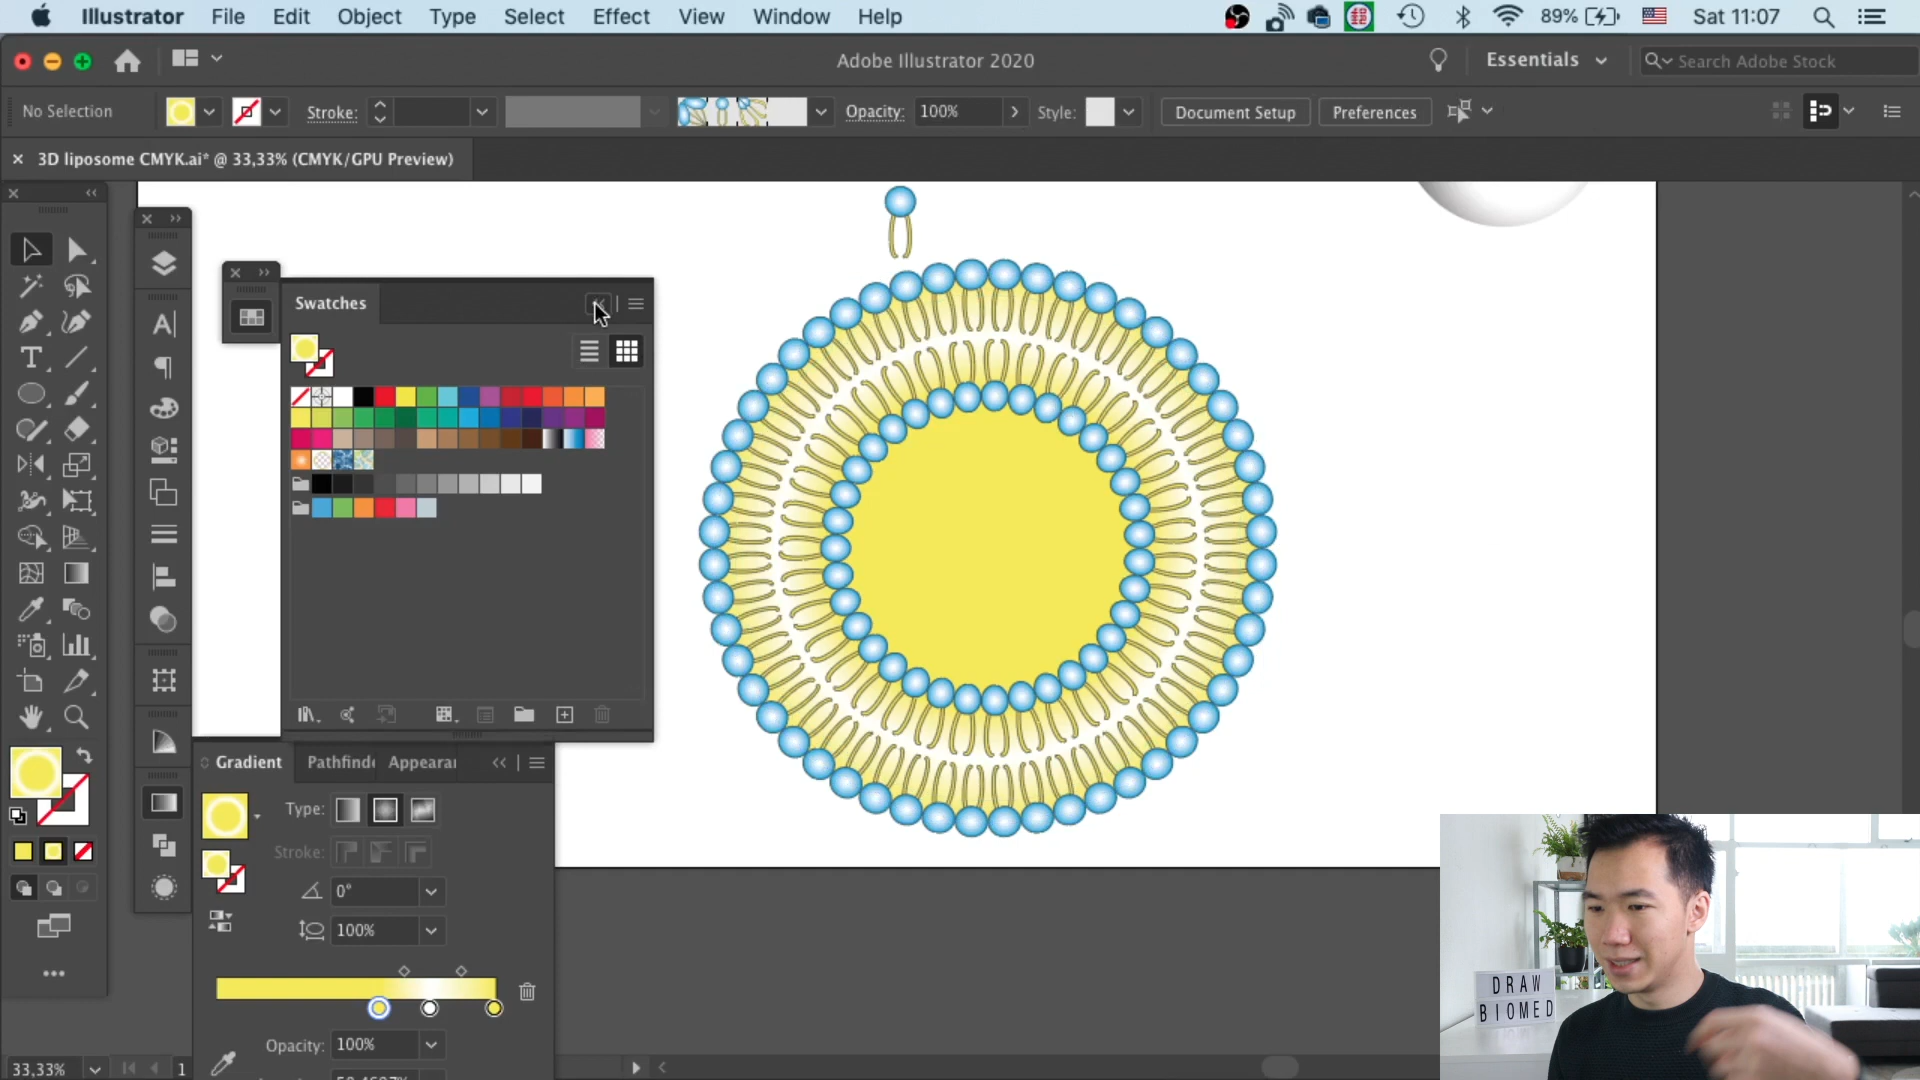 Illustrator File Edit Object Type Select Effect View Window Help 89% Sat 11:07
Adobe Illustrator 2020 Essentials Search Adobe Stock
No Selection Stroke: Opacity: 100% Style: Document Setup Preferences
3D liposome CMYK.ai* @ 33,33% (CMYK/GPU Preview)
Swatches
Gradient Pathfinde Appearan
Type:
Stroke:
0°
100%
Opacity: 100%
33,33% 1
DRAW
BIOMED